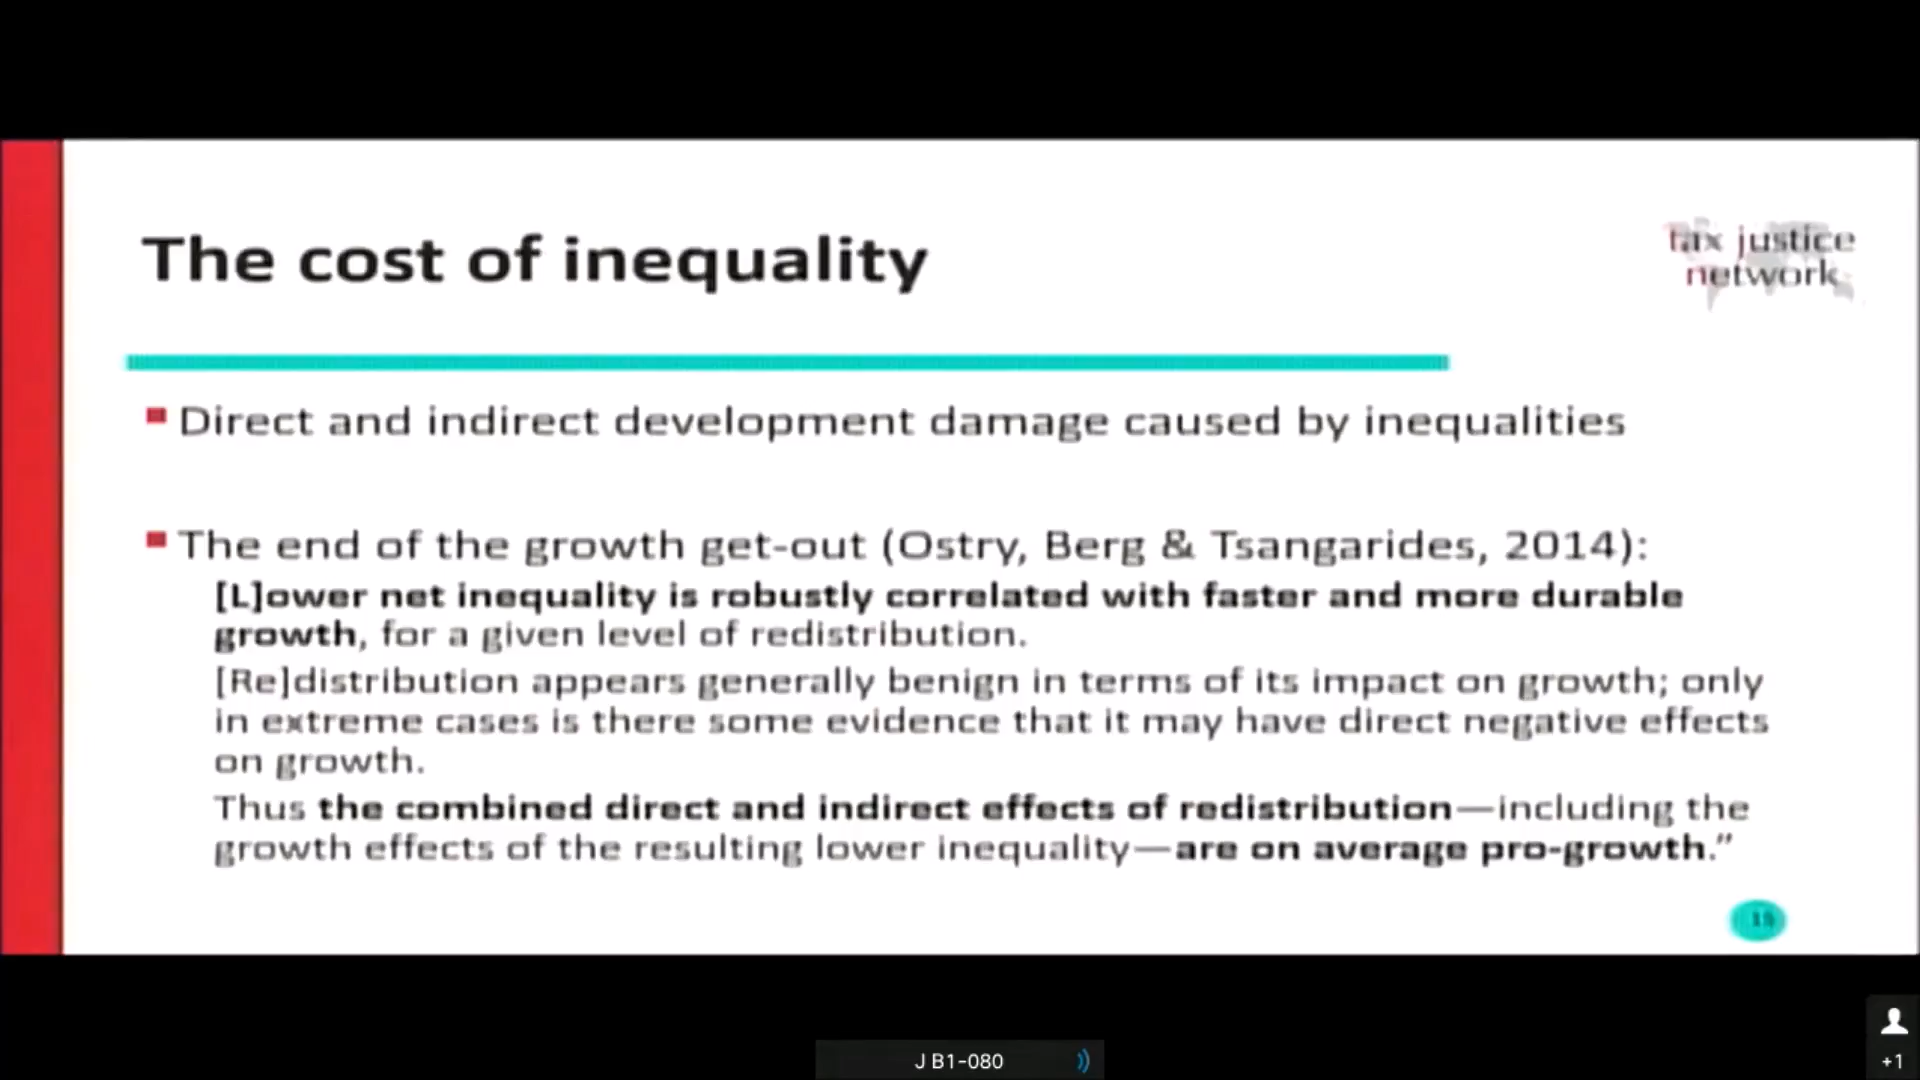 The cost of inequality
tax justice
network
Direct and indirect development damage caused by inequalities
The end of the growth get-out (Ostry, Berg & Tsangarides, 2014):
[L]ower net inequality is robustly correlated with faster and more durable
growth, for a given level of redistribution.
[Re]distribution appears generally benign in terms of its impact on growth; only
in extreme cases is there some evidence that it may have direct negative effects
on growth.
Thus the combined direct and indirect effects of redistribution—including the
growth effects of the resulting lower inequality—are on average pro-growth.”
J B1-080
+1